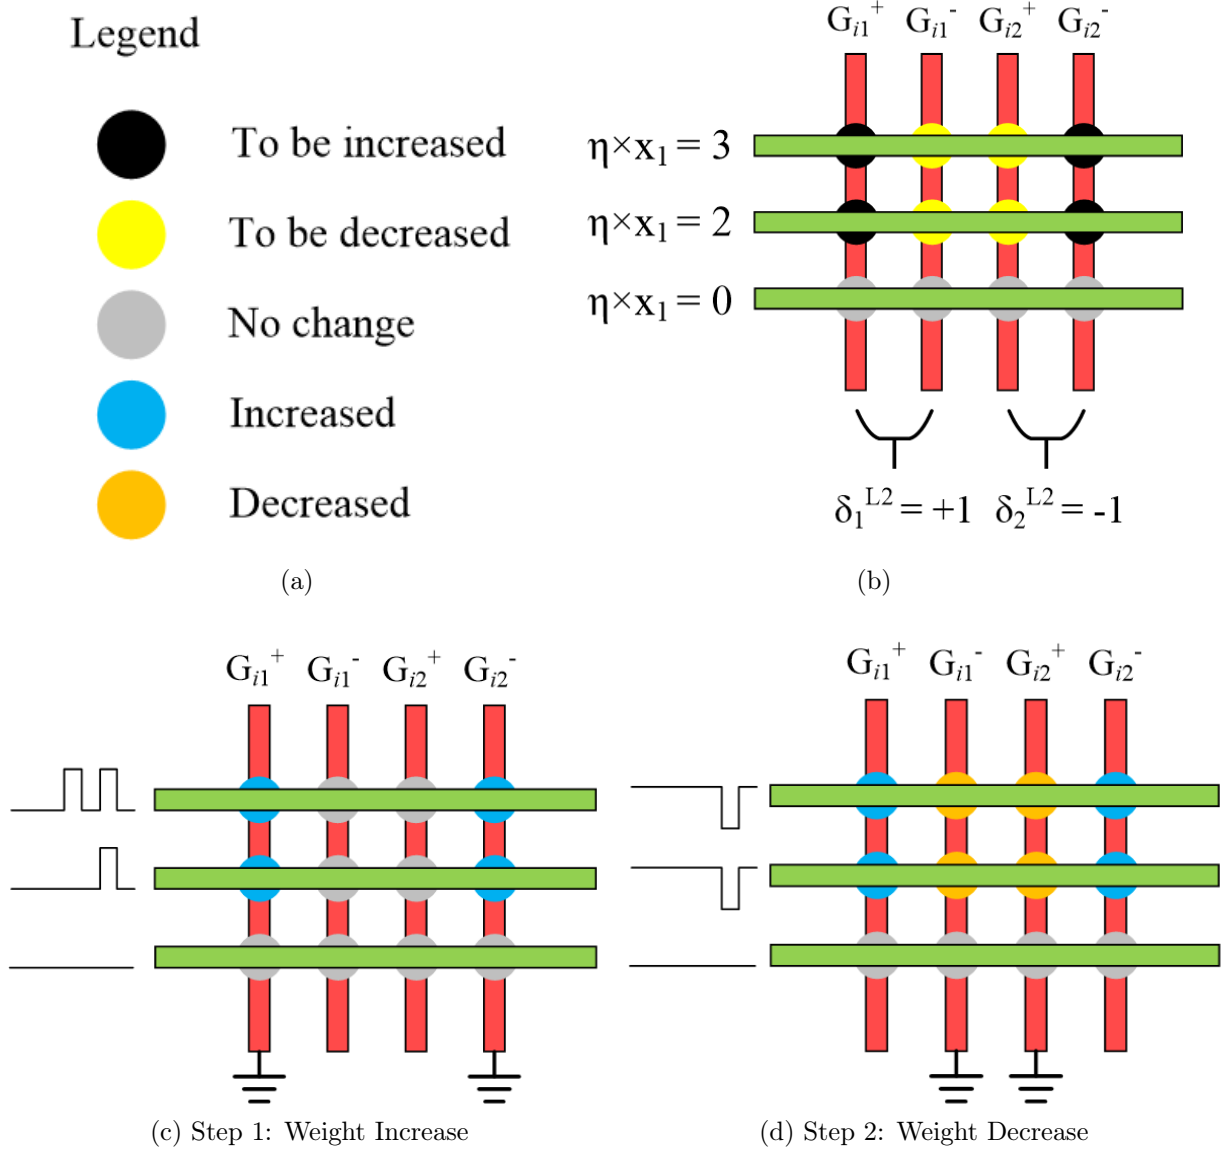 Legend
To be increased
To be decreased
No change
Increased
Decreased
(a)
Gᵢ₁⁺ Gᵢ₁⁻ Gᵢ₂⁺ Gᵢ₂⁻
η×x₁ = 3
η×x₁ = 2
η×x₁ = 0
δ₁ᴸ² = +1 δ₂ᴸ² = -1
(b)
Gᵢ₁⁺ Gᵢ₁⁻ Gᵢ₂⁺ Gᵢ₂⁻
(c) Step 1: Weight Increase
Gᵢ₁⁺ Gᵢ₁⁻ Gᵢ₂⁺ Gᵢ₂⁻
(d) Step 2: Weight Decrease